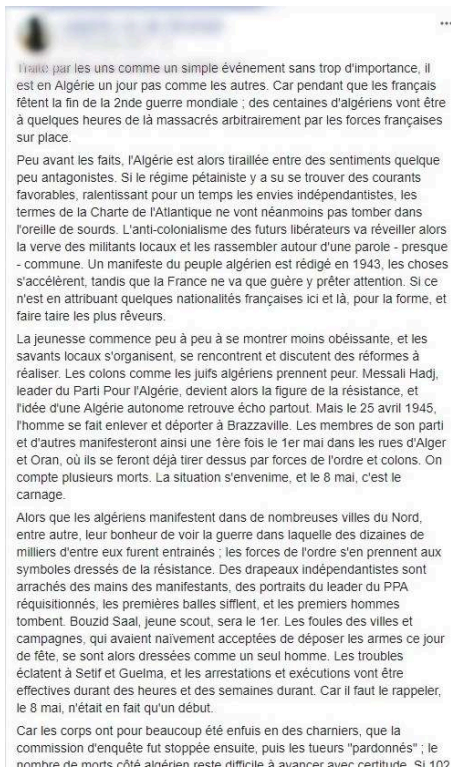 Traité par les uns comme un simple événement sans trop d'importance, il
est en Algérie un jour pas comme les autres. Car pendant que les français
fêtent la fin de la 2nde guerre mondiale ; des centaines d'algériens vont être
à quelques heures de là massacrés arbitrairement par les forces françaises
sur place.
Peu avant les faits, l'Algérie est alors tiraillée entre des sentiments quelque
peu antagonistes. Si le régime pétainiste y a su se trouver des courants
favorables, ralentissant pour un temps les envies indépendantistes, les
termes de la Charte de l'Atlantique ne vont néanmoins pas tomber dans
l'oreille de sourds. L'anti-colonialisme des futurs libérateurs va réveiller alors
la verve des militants locaux et les rassembler autour d'une parole - presque
- commune. Un manifeste du peuple algérien est rédigé en 1943, les choses
s'accélèrent, tandis que la France ne va que guère y prêter attention. Si ce
n'est en attribuant quelques nationalités françaises ici et là, pour la forme, et
faire taire les plus rêveurs.
La jeunesse commence peu à peu à se montrer moins obéissante, et les
savants locaux s'organisent, se rencontrent et discutent des réformes à
réaliser. Les colons comme les juifs algériens prennent peur. Messali Hadj,
leader du Parti Pour l'Algérie, devient alors la figure de la résistance, et
l'idée d'une Algérie autonome retrouve écho partout. Mais le 25 avril 1945,
l'homme se fait enlever et déporter à Brazzaville. Les membres de son parti
et d'autres manifesteront ainsi une 1ère fois le 1er mai dans les rues d'Alger
et Oran, où ils se feront déjà tirer dessus par forces de l'ordre et colons. On
compte plusieurs morts. La situation s'envenime, et le 8 mai, c'est le
carnage.
Alors que les algériens manifestent dans de nombreuses villes du Nord,
entre autre, leur bonheur de voir la guerre dans laquelle des dizaines de
milliers d'entre eux furent entrainés ; les forces de l'ordre s'en prennent aux
symboles dressés de la résistance. Des drapeaux indépendantistes sont
arrachés des mains des manifestants, des portraits du leader du PPA
réquisitionnés, les premières balles sifflent, et les premiers hommes
tombent. Bouzid Saal, jeune scout, sera le 1er. Les foules des villes et
campagnes, qui avaient naïvement acceptées de déposer les armes ce jour
de fête, se sont alors dressées comme un seul homme. Les troubles
éclatent à Setif et Guelma, et les arrestations et exécutions vont être
effectives durant des heures et des semaines durant. Car il faut le rappeler,
le 8 mai, n'était en fait qu'un début.
Car les corps ont pour beaucoup été enfuis en des charniers, que la
commission d'enquête fut stoppée ensuite, puis les tueurs "pardonnés" ; le
nombre de morts côté algérien reste difficile à avancer avec certitude. Si 102